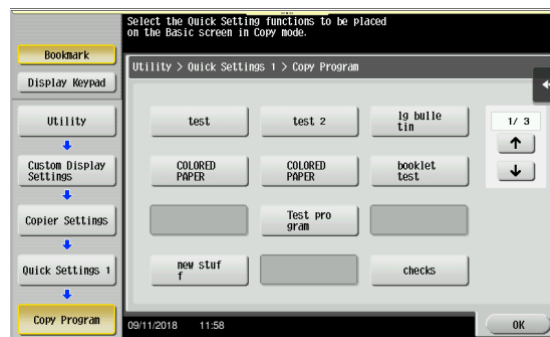 Select the Quick Setting functions to be placed
on the Basic screen in Copy mode.
Bookmark
Display Keypad
Utility
Custom Display
Settings
Copier Settings
Quick Settings 1
Copy Program
Utility > Quick Settings 1 > Copy Program
test
test 2
lg bulle
tin
1/ 3
COLORED
PAPER
COLORED
PAPER
booklet
test
Test pro
gram
new stuf
f
checks
09/11/2018 11:58
OK